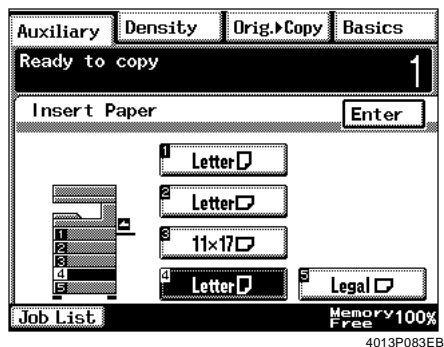 Auxiliary Density Orig.▶Copy Basics
Ready to copy 1
Insert Paper Enter
1 Letter
2 Letter
3 11×17
4 Letter 5 Legal
1
2
3
4
5
Job List Memory Free 100%
4013P083EB